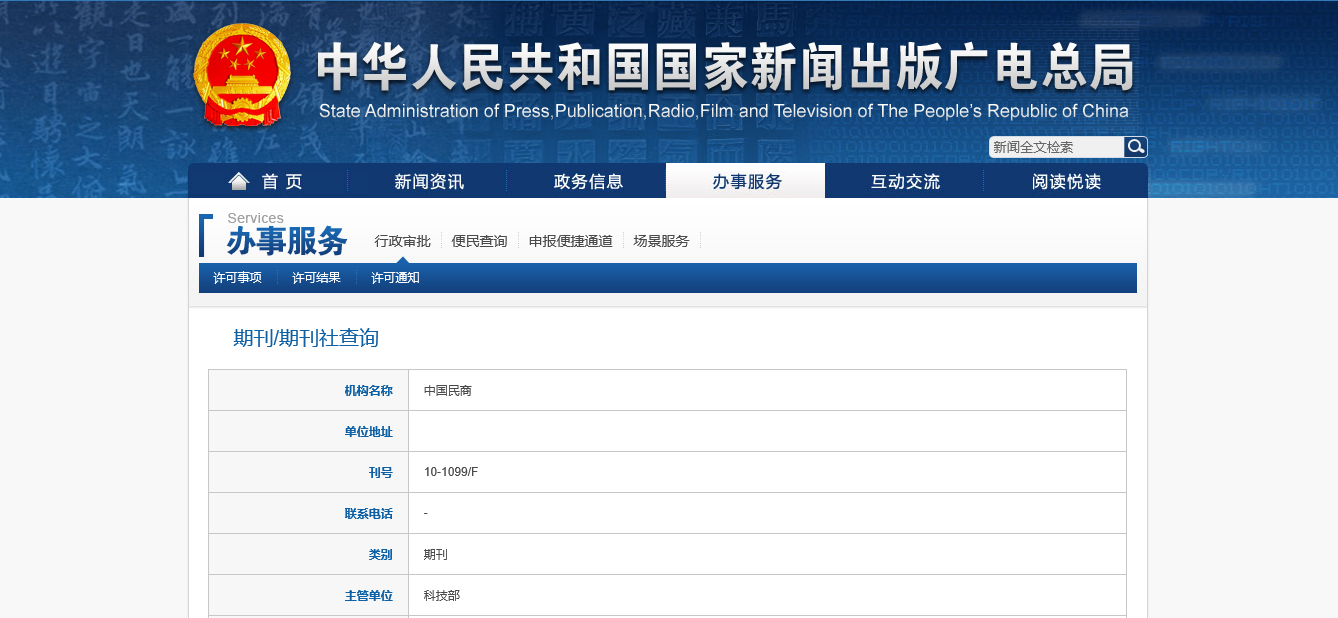 中华人民共和国国家新闻出版广电总局
State Administration of Press,Publication,Radio,Film and Television of The People's Republic of China
新闻全文检索
首 页 新闻资讯 政务信息 办事服务 互动交流 阅读悦读
Services
办事服务 行政审批 便民查询 申报便捷通道 场景服务
许可事项 许可结果 许可通知
期刊/期刊社查询
机构名称 中国民商
单位地址
刊号 10-1099/F
联系电话 -
类别 期刊
主管单位 科技部